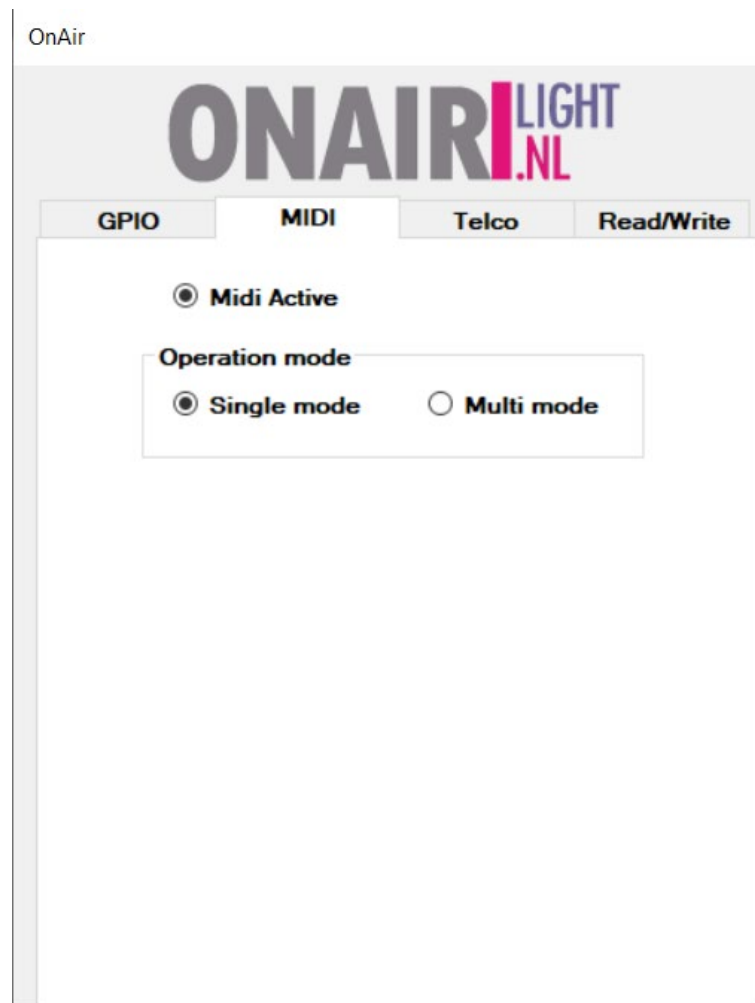 OnAir
ONAIR LIGHT
.NL
GPIO MIDI Telco Read/Write
Midi Active
Operation mode
Single mode Multi mode